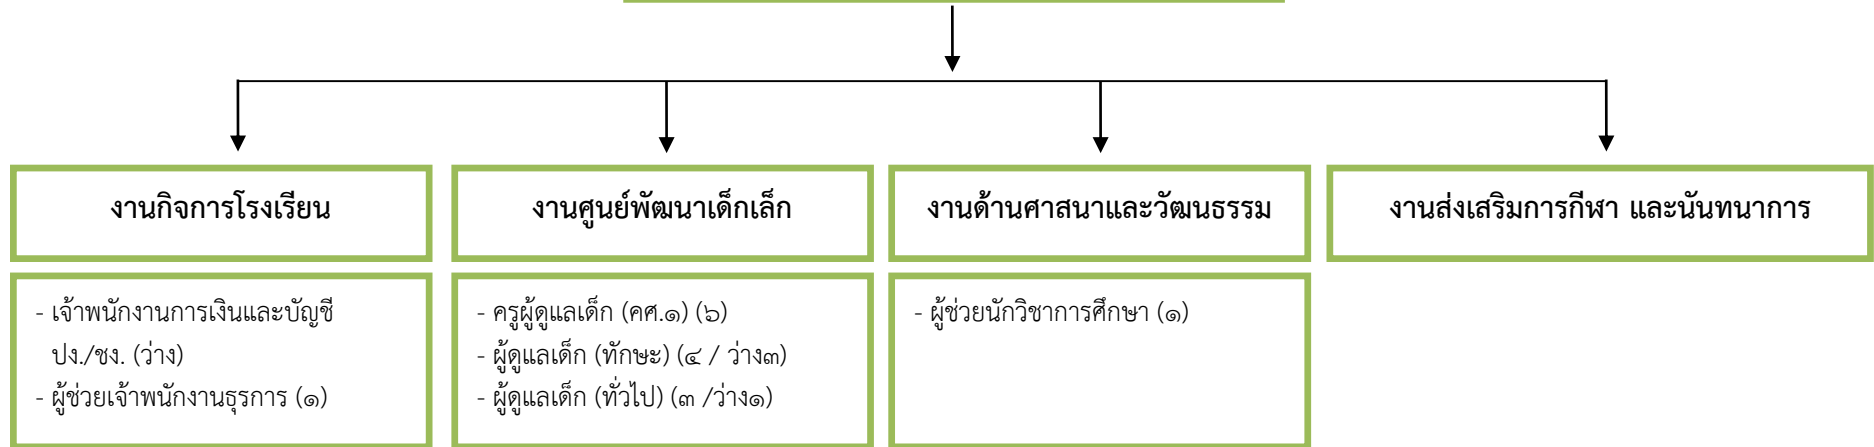 งานกิจการโรงเรียน
งานศูนย์พัฒนาเด็กเล็ก
งานด้านศาสนาและวัฒนธรรม
งานส่งเสริมการกีฬา และนันทนาการ
- เจ้าพนักงานการเงินและบัญชี
ปง./ชง. (ว่าง)
- ผู้ช่วยเจ้าพนักงานธุรการ (๑)
- ครูผู้ดูแลเด็ก (คศ.๑) (๖)
- ผู้ดูแลเด็ก (ทักษะ) (๔ / ว่าง๓)
- ผู้ดูแลเด็ก (ทั่วไป) (๓ /ว่าง๑)
- ผู้ช่วยนักวิชาการศึกษา (๑)